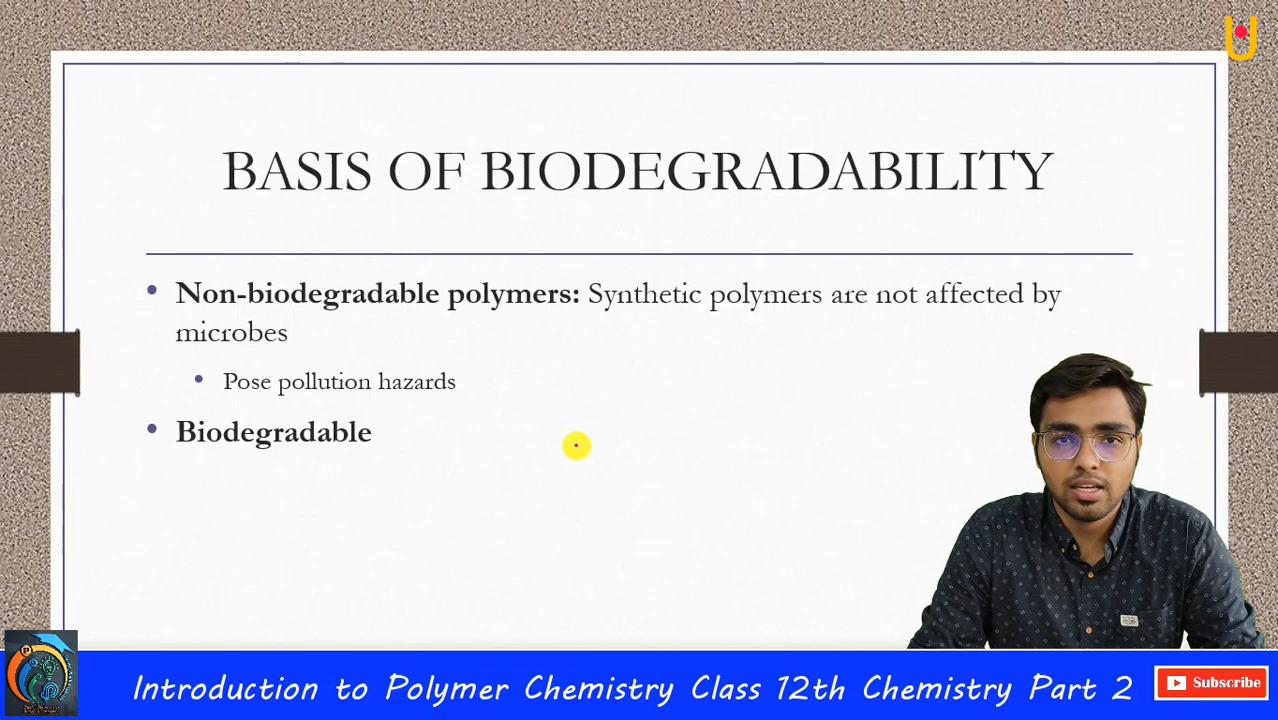 BASIS OF BIODEGRADABILITY
Non-biodegradable polymers: Synthetic polymers are not affected by
microbes
Pose pollution hazards
Biodegradable
Introduction to Polymer Chemistry Class 12th Chemistry Part 2
Subscribe